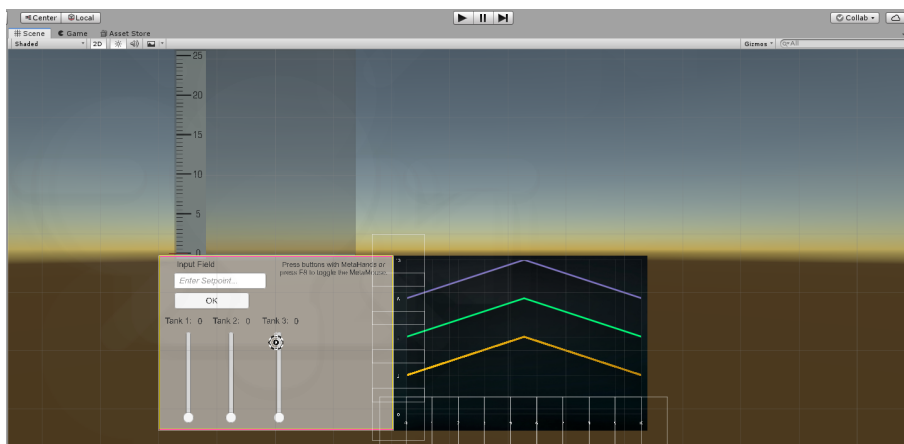 Center Local Collab
Scene Game Asset Store
Shaded 2D Gizmos All
25
20
15
10
5
0
Input Field
Press buttons with MetaHands or
press F8 to toggle the MetaMouse
Enter Setpoint...
OK
Tank 1: 0 Tank 2: 0 Tank 3: 0